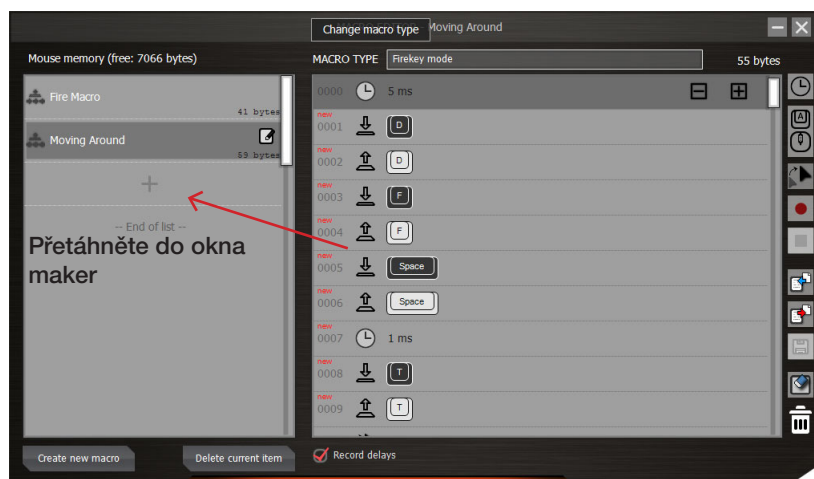 Change macro type
Moving Around
Mouse memory (free: 7066 bytes)
MACRO TYPE
Firekey mode
55 bytes
Fire Macro
41 bytes
Moving Around
59 bytes
-- End of list --
Přetáhněte do okna
maker
0000 5 ms
new
0001 D
new
0002 D
new
0003 F
new
0004 F
new
0005 Space
new
0006 Space
new
0007 1 ms
new
0008 T
new
0009 T
A
Create new macro
Delete current item
Record delays